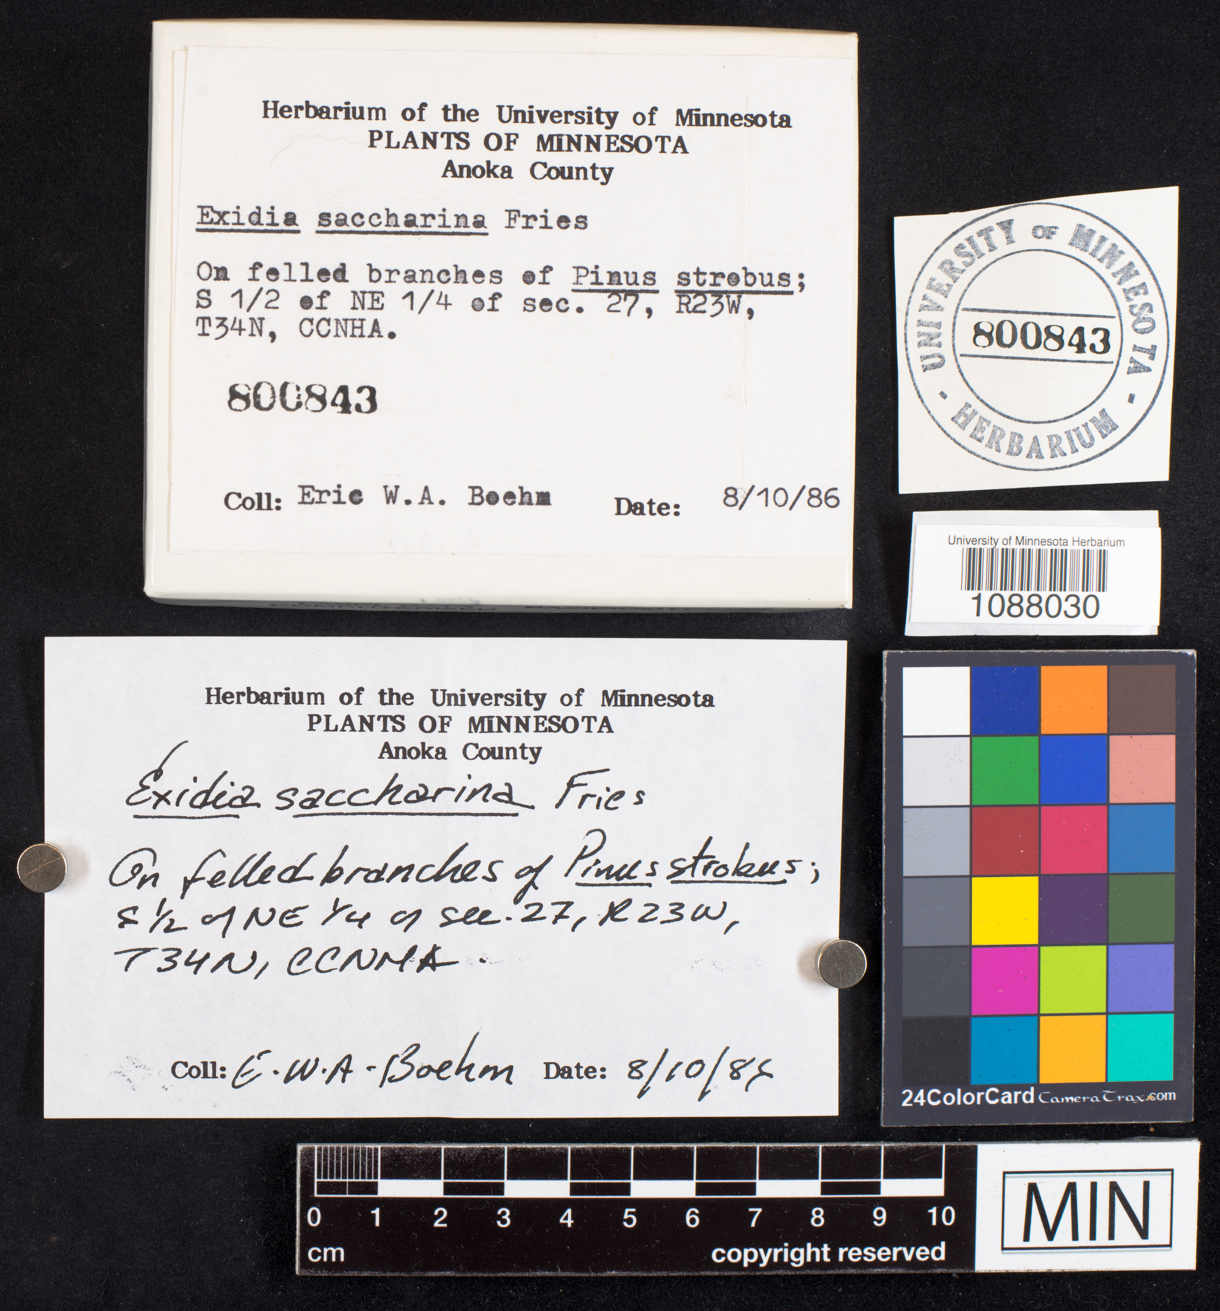 Herbarium of the University of Minnesota
PLANTS OF MINNESOTA
Anoka County
Exidia saccharina Fries
On felled branches of Pinus strobus;
S 1/2 of NE 1/4 of sec. 27, R23W,
T34N, CCNHA.
800843
Coll: Eric W.A. Boehm Date: 8/10/86
UNIVERSITY OF MINNESOTA
800843
- HERBARIUM -
University of Minnesota Herbarium
1088030
Herbarium of the University of Minnesota
PLANTS OF MINNESOTA
Anoka County
Exidia saccharina Fries
On felled branches of Pinus strobus;
S 1/2 of NE 1/4 of sec. 27, R23W,
T34N, CCNHA.
Coll: E.W.A. Boehm Date: 8/10/86
24ColorCard CameraTrax.com
0 1 2 3 4 5 6 7 8 9 10
cm copyright reserved
MIN